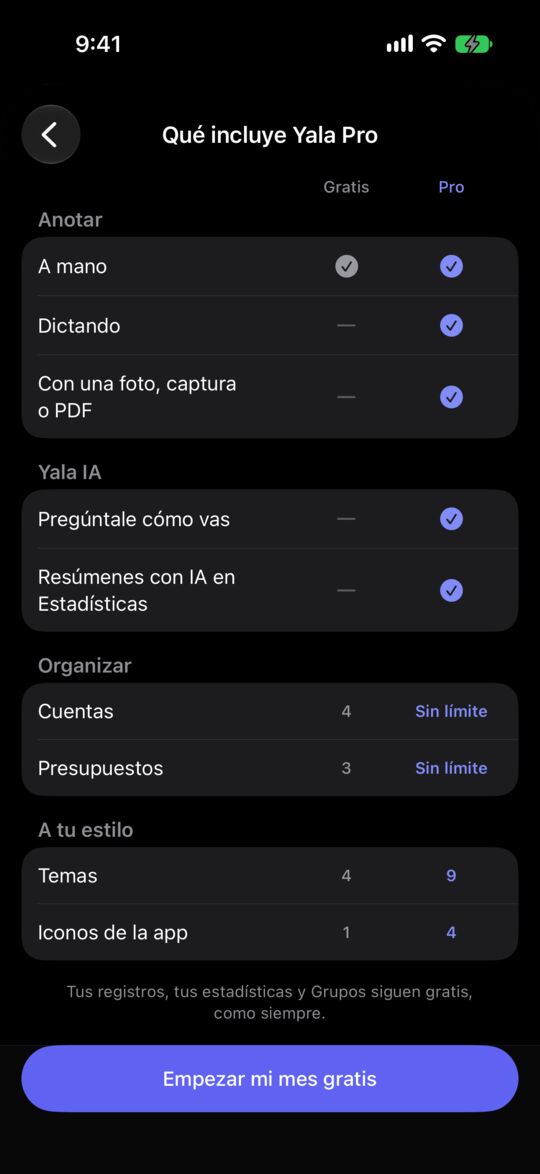 9:41
Qué incluye Yala Pro
Gratis Pro
Anotar
A mano
Dictando
Con una foto, captura
o PDF
Yala IA
Pregúntale cómo vas
Resúmenes con IA en
Estadísticas
Organizar
Cuentas 4 Sin límite
Presupuestos 3 Sin límite
A tu estilo
Temas 4 9
Iconos de la app 1 4
Tus registros, tus estadísticas y Grupos siguen gratis,
como siempre.
Empezar mi mes gratis